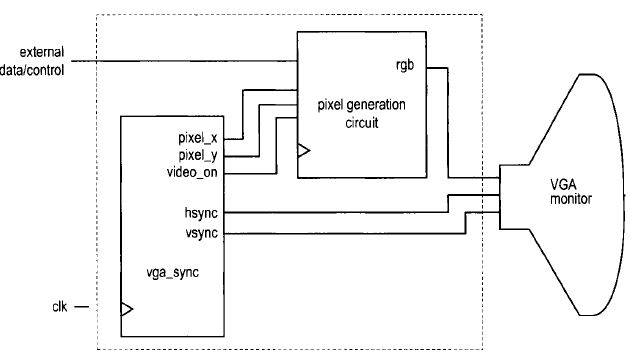 external
data/control
rgb
pixel generation
circuit
pixel_x
pixel_y
video_on
hsync
vsync
vga_sync
clk
VGA
monitor